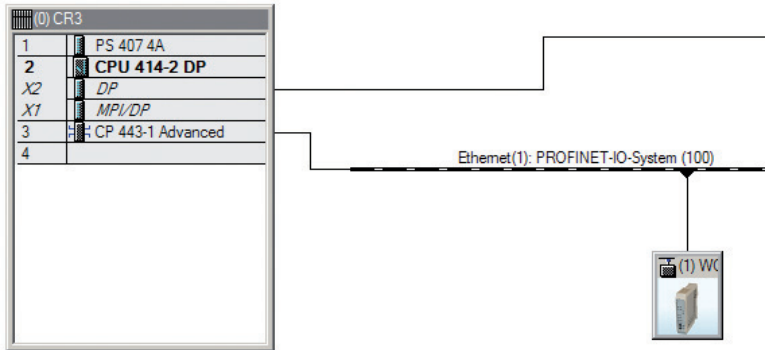 (0) CR3
1 PS 407 4A
2 CPU 414-2 DP
X2 DP
X1 MPI/DP
3 CP 443-1 Advanced
4
Ethernet(1): PROFINET-IO-System (100)
(1) WC